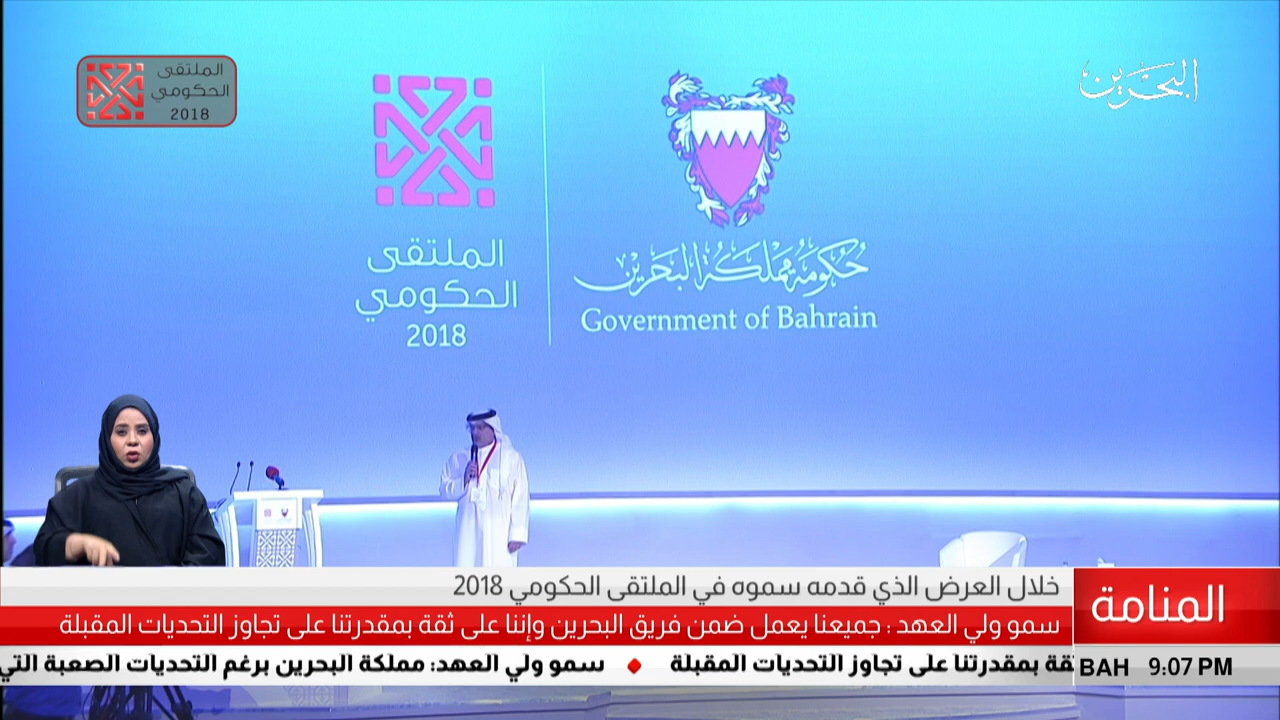 الملتقى
الحكومي
2018
البحرين
الملتقى
الحكومي
2018
حكومة مملكة البحرين
Government of Bahrain
خلال العرض الذي قدمه سموه في الملتقى الحكومي 2018
المنامة
سمو ولي العهد : جميعنا يعمل ضمن فريق البحرين وإننا على ثقة بمقدرتنا على تجاوز التحديات المقبلة
بمقدرتنا على تجاوز التحديات المقبلة ♦ سمو ولي العهد: مملكة البحرين برغم التحديات الصعبة التي
BAH 9:07 PM